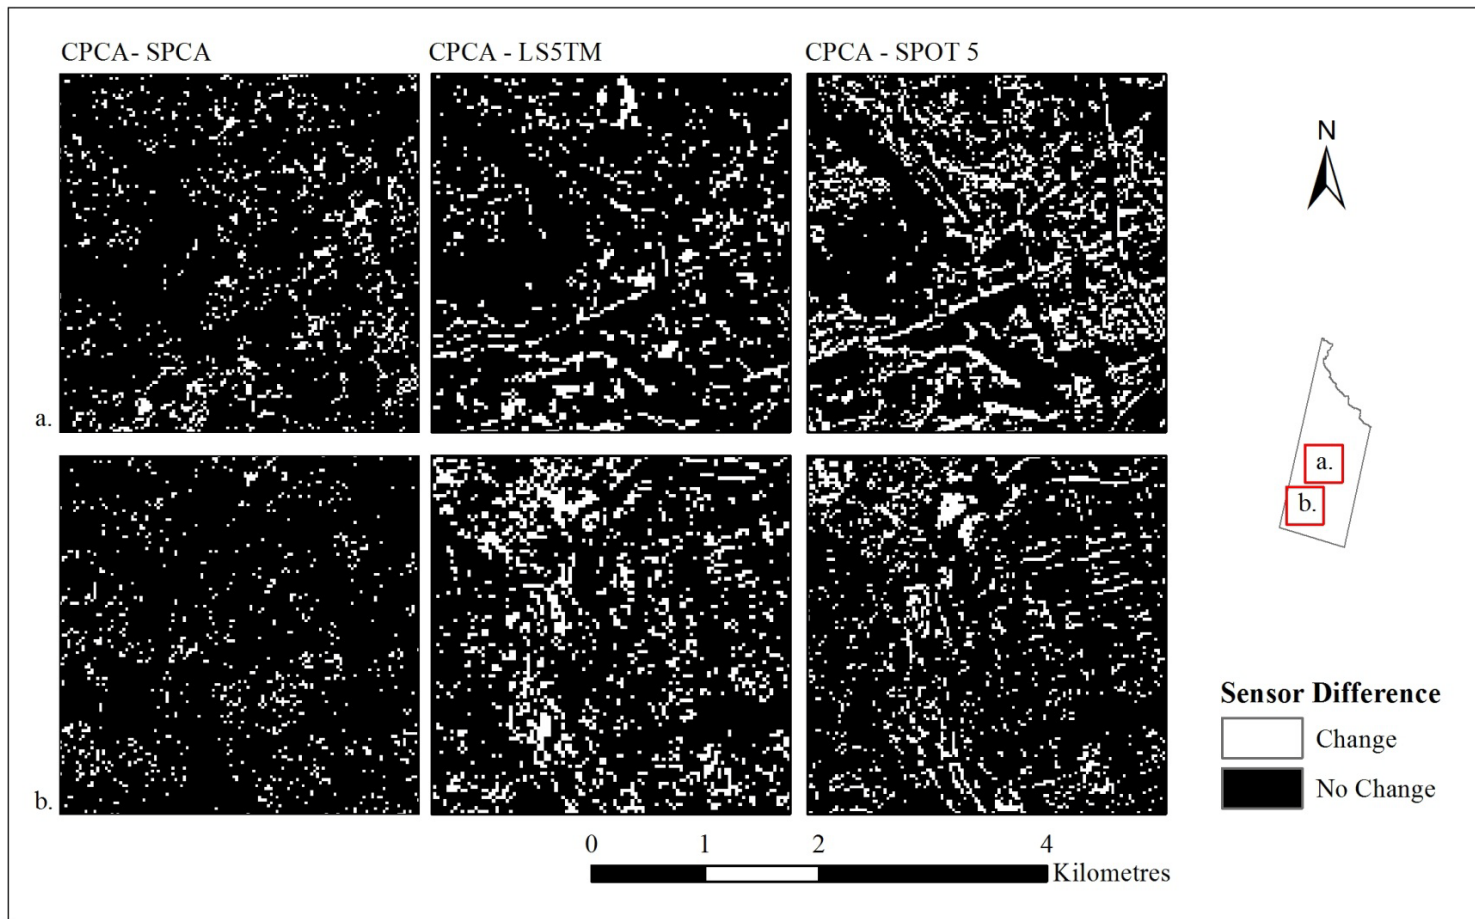 CPCA- SPCA
CPCA - LS5TM
CPCA - SPOT 5
N
a.
a.
b.
b.
Sensor Difference
Change
No Change
0 1 2 4
Kilometres